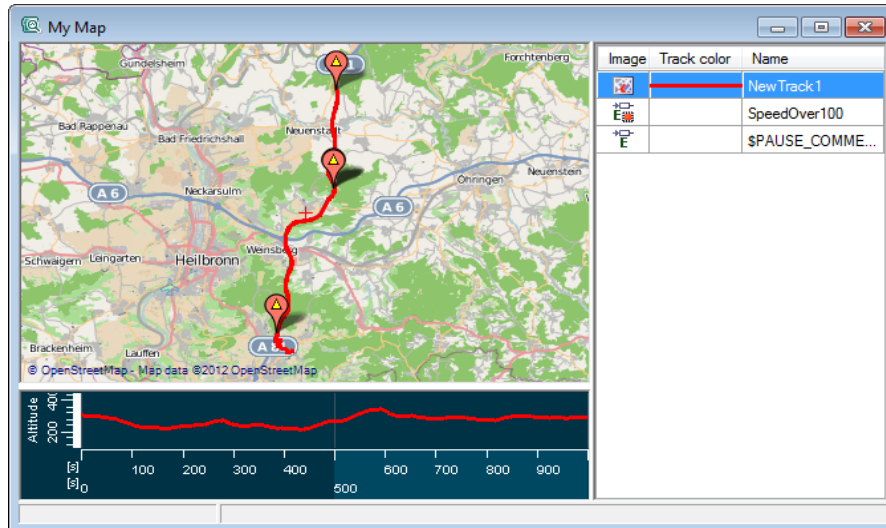 My Map
Image Track color Name
NewTrack1
SpeedOver100
$PAUSE_COMME...
E
E
Gundelsheim
Forchtenberg
Bad Rappenau
Bad Friedrichshall
Neuenstadt
Neuenstein
Öhringen
A 6
Neckarsulm
A 6
Weinsberg
Schwaigern
Leingarten
Heilbronn
Brackenheim
Lauffen
A 81
© OpenStreetMap - Map data ©2012 OpenStreetMap
Altitude
200 400
[s] 100 200 300 400 600 700 800 900
[s] 0 500